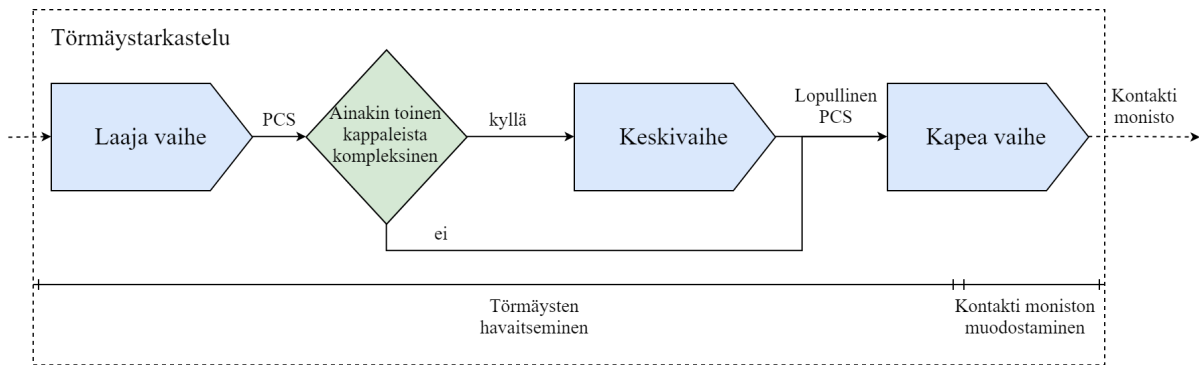 Törmäystarkastelu
Laaja vaihe
PCS
Ainakin toinen
kappaleista
kompleksinen
kyllä
Keskivaihe
Lopullinen
PCS
Kapea vaihe
Kontakti
monisto
ei
Törmäysten
havaitseminen
Kontakti moniston
muodostaminen